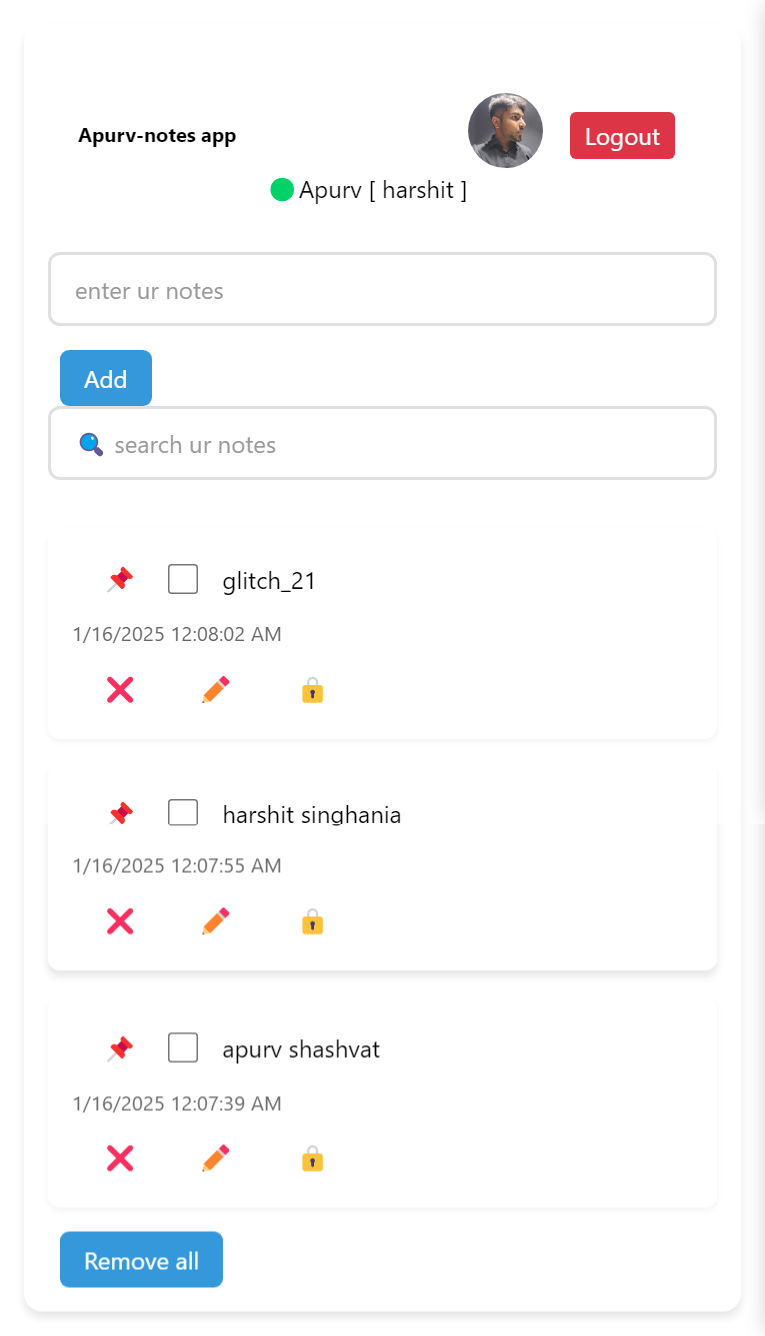 Apurv-notes app
Logout
Apurv [ harshit ]
enter ur notes
Add
search ur notes
glitch_21
1/16/2025 12:08:02 AM
harshit singhania
1/16/2025 12:07:55 AM
apurv shashvat
1/16/2025 12:07:39 AM
Remove all